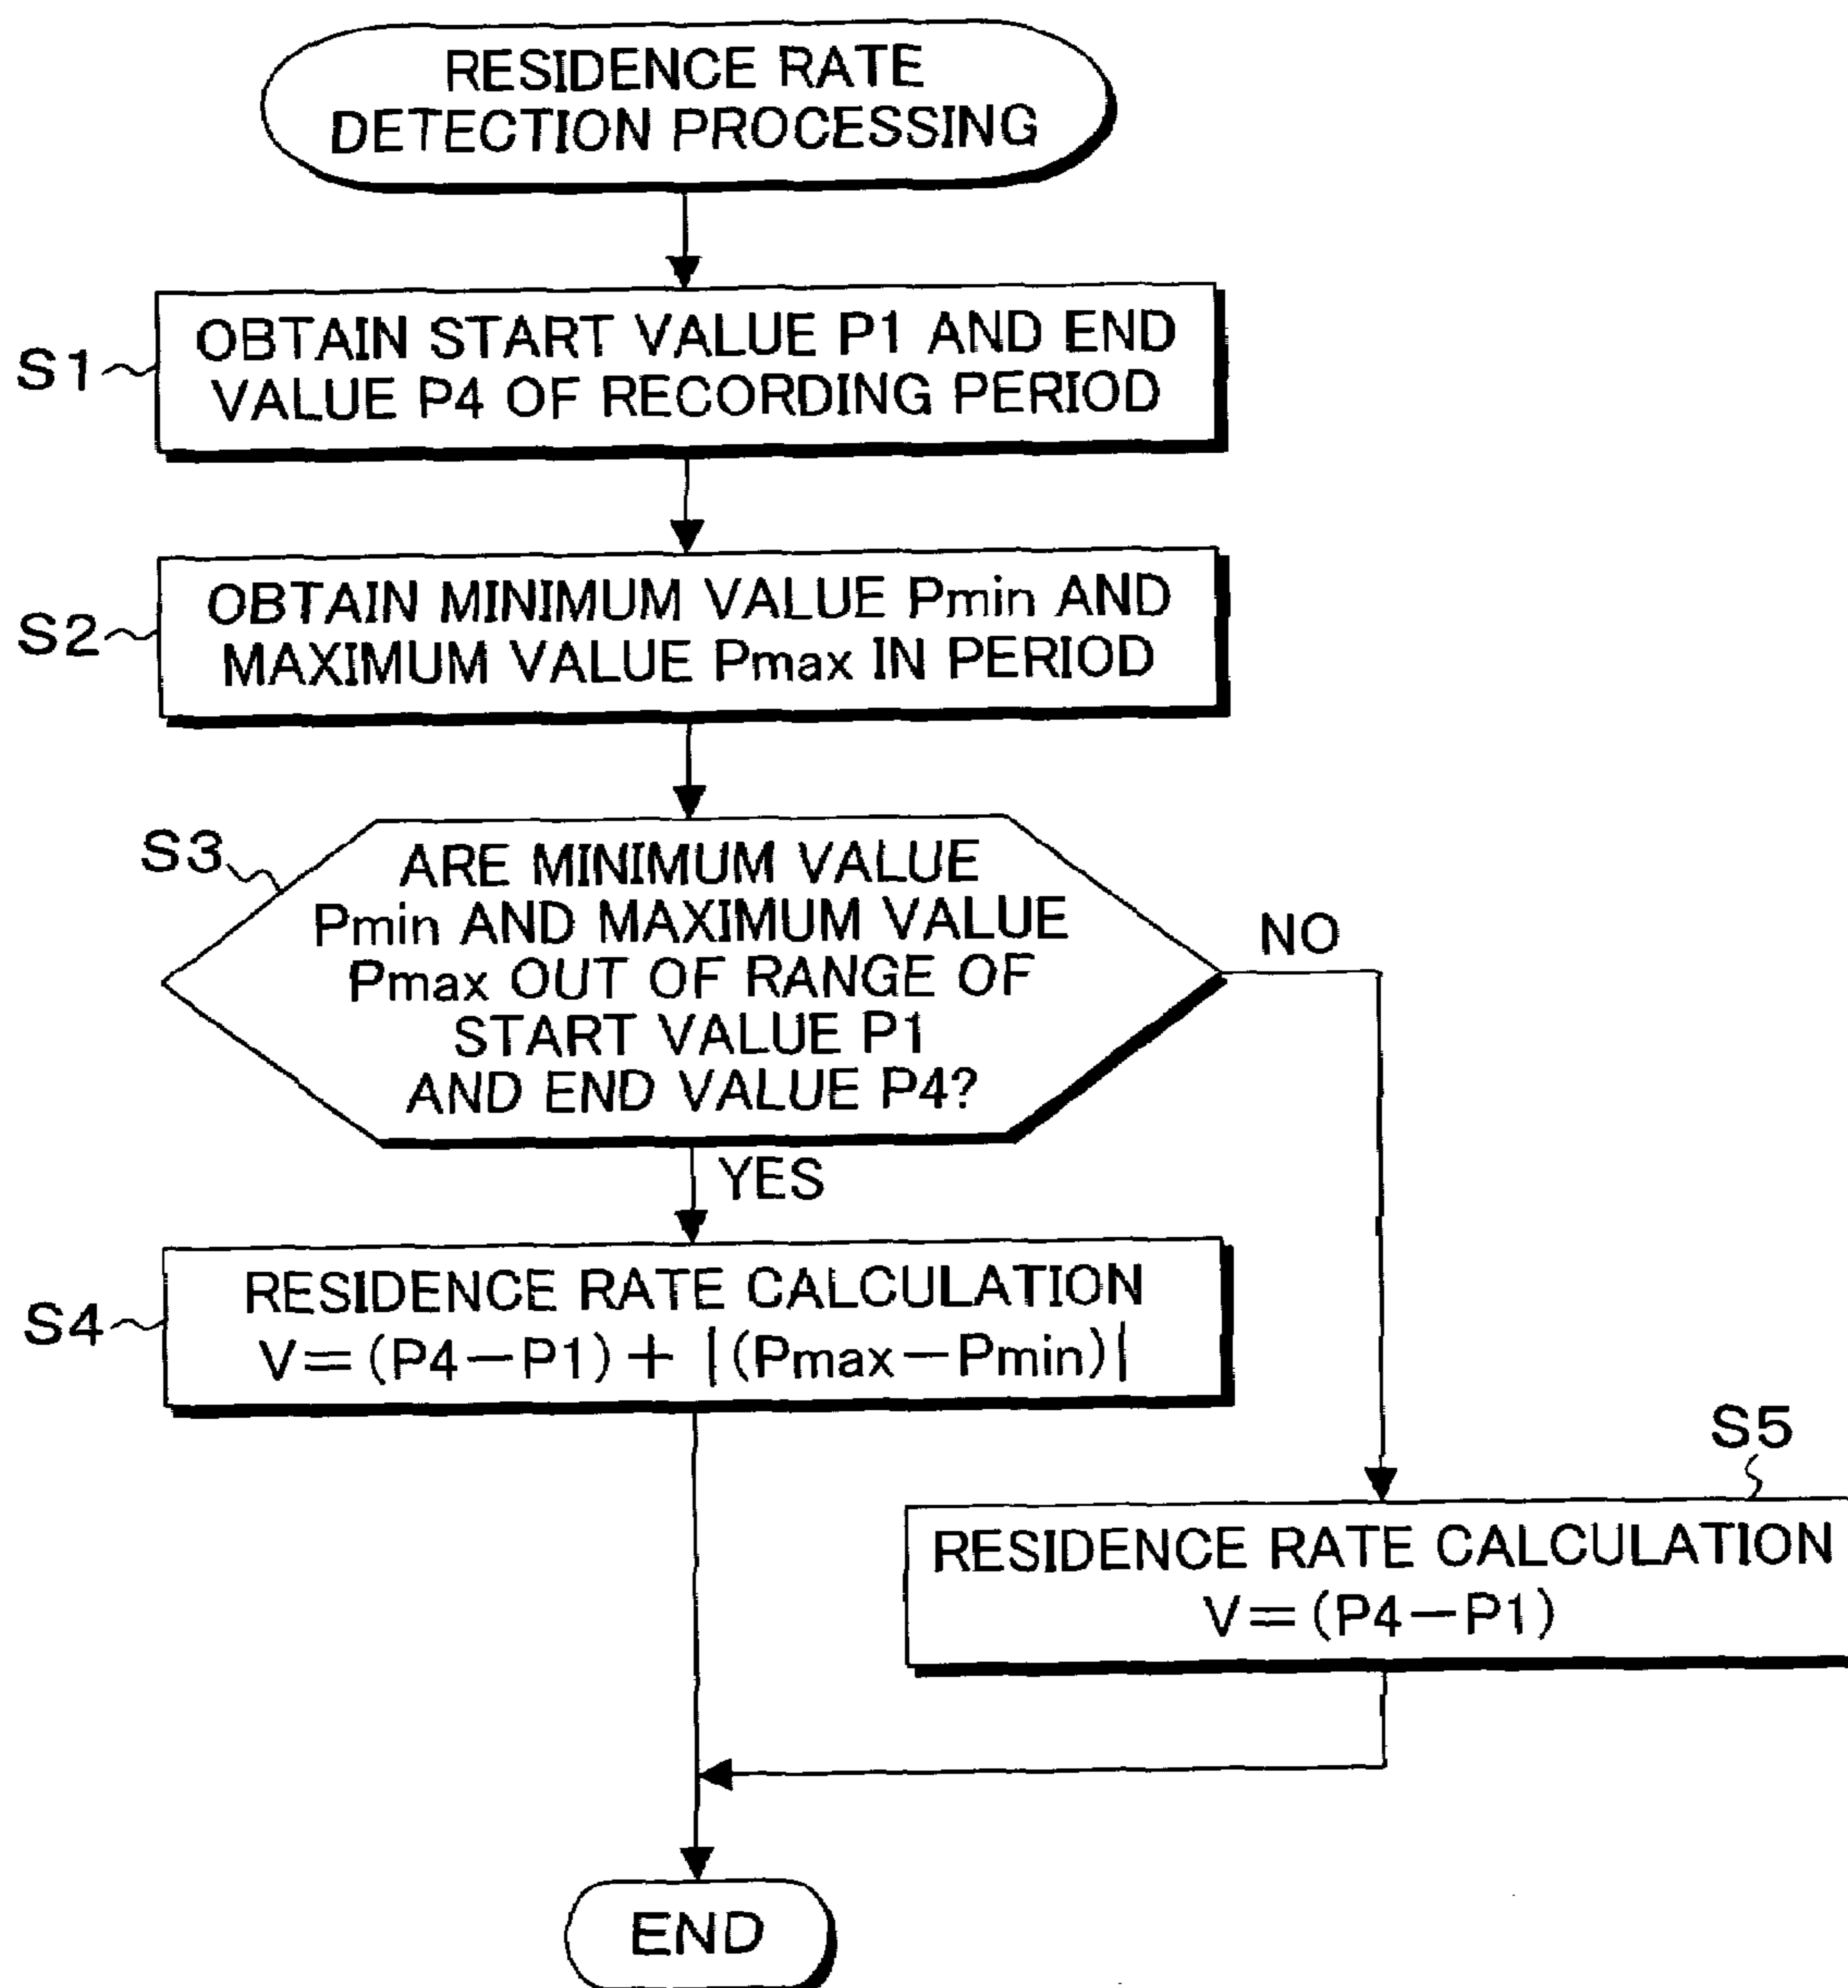 RESIDENCE RATE
DETECTION PROCESSING
S1
OBTAIN START VALUE P1 AND END
VALUE P4 OF RECORDING PERIOD
S2
OBTAIN MINIMUM VALUE Pmin AND
MAXIMUM VALUE Pmax IN PERIOD
S3
ARE MINIMUM VALUE
Pmin AND MAXIMUM VALUE
Pmax OUT OF RANGE OF
START VALUE P1
AND END VALUE P4?
NO
YES
S4
RESIDENCE RATE CALCULATION
V=(P4-P1)+|(Pmax-Pmin)|
S5
RESIDENCE RATE CALCULATION
V=(P4-P1)
END